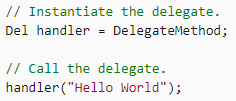 // Instantiate the delegate.
Del handler = DelegateMethod;
// Call the delegate.
handler("Hello World");